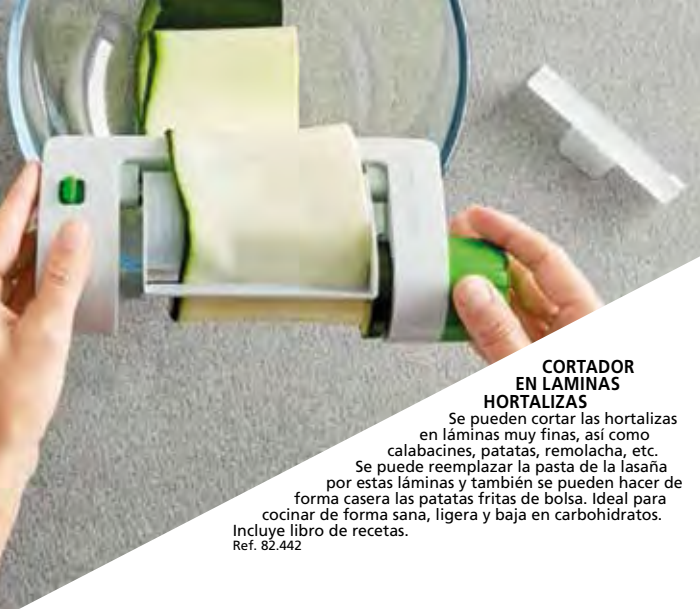 CORTADOR
EN LAMINAS
HORTALIZAS
Se pueden cortar las hortalizas
en láminas muy finas, así como
calabacines, patatas, remolacha, etc.
Se puede reemplazar la pasta de la lasaña
por estas láminas y también se pueden hacer de
forma casera las patatas fritas de bolsa. Ideal para
cocinar de forma sana, ligera y baja en carbohidratos.
Incluye libro de recetas.
Ref. 82.442